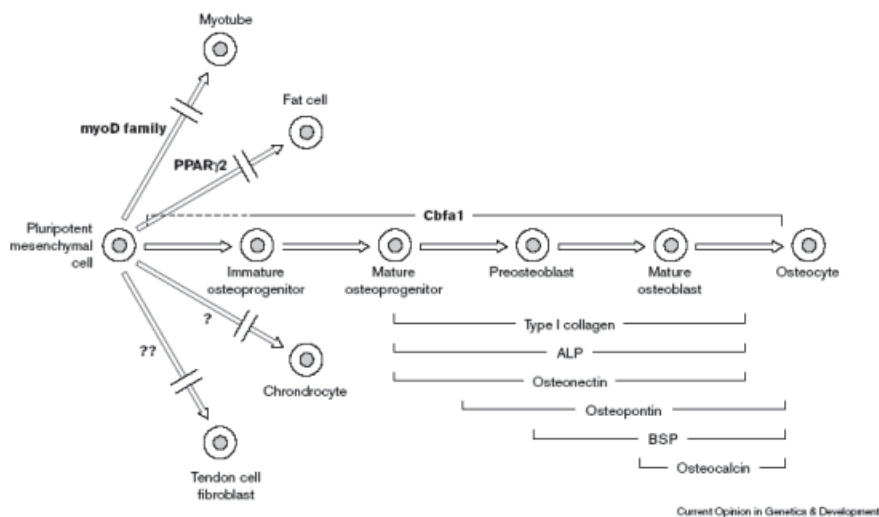 Myotube
Fat cell
myoD family
PPARγ2
Cbfa1
Pluripotent
mesenchymal
cell
Immature
osteoprogenitor
Mature
osteoprogenitor
Preosteoblast
Mature
osteoblast
Osteocyte
?
??
Chrondrocyte
Tendon cell
fibroblast
Type I collagen
ALP
Osteonectin
Osteopontin
BSP
Osteocalcin
Current Opinion in Genetics & Development